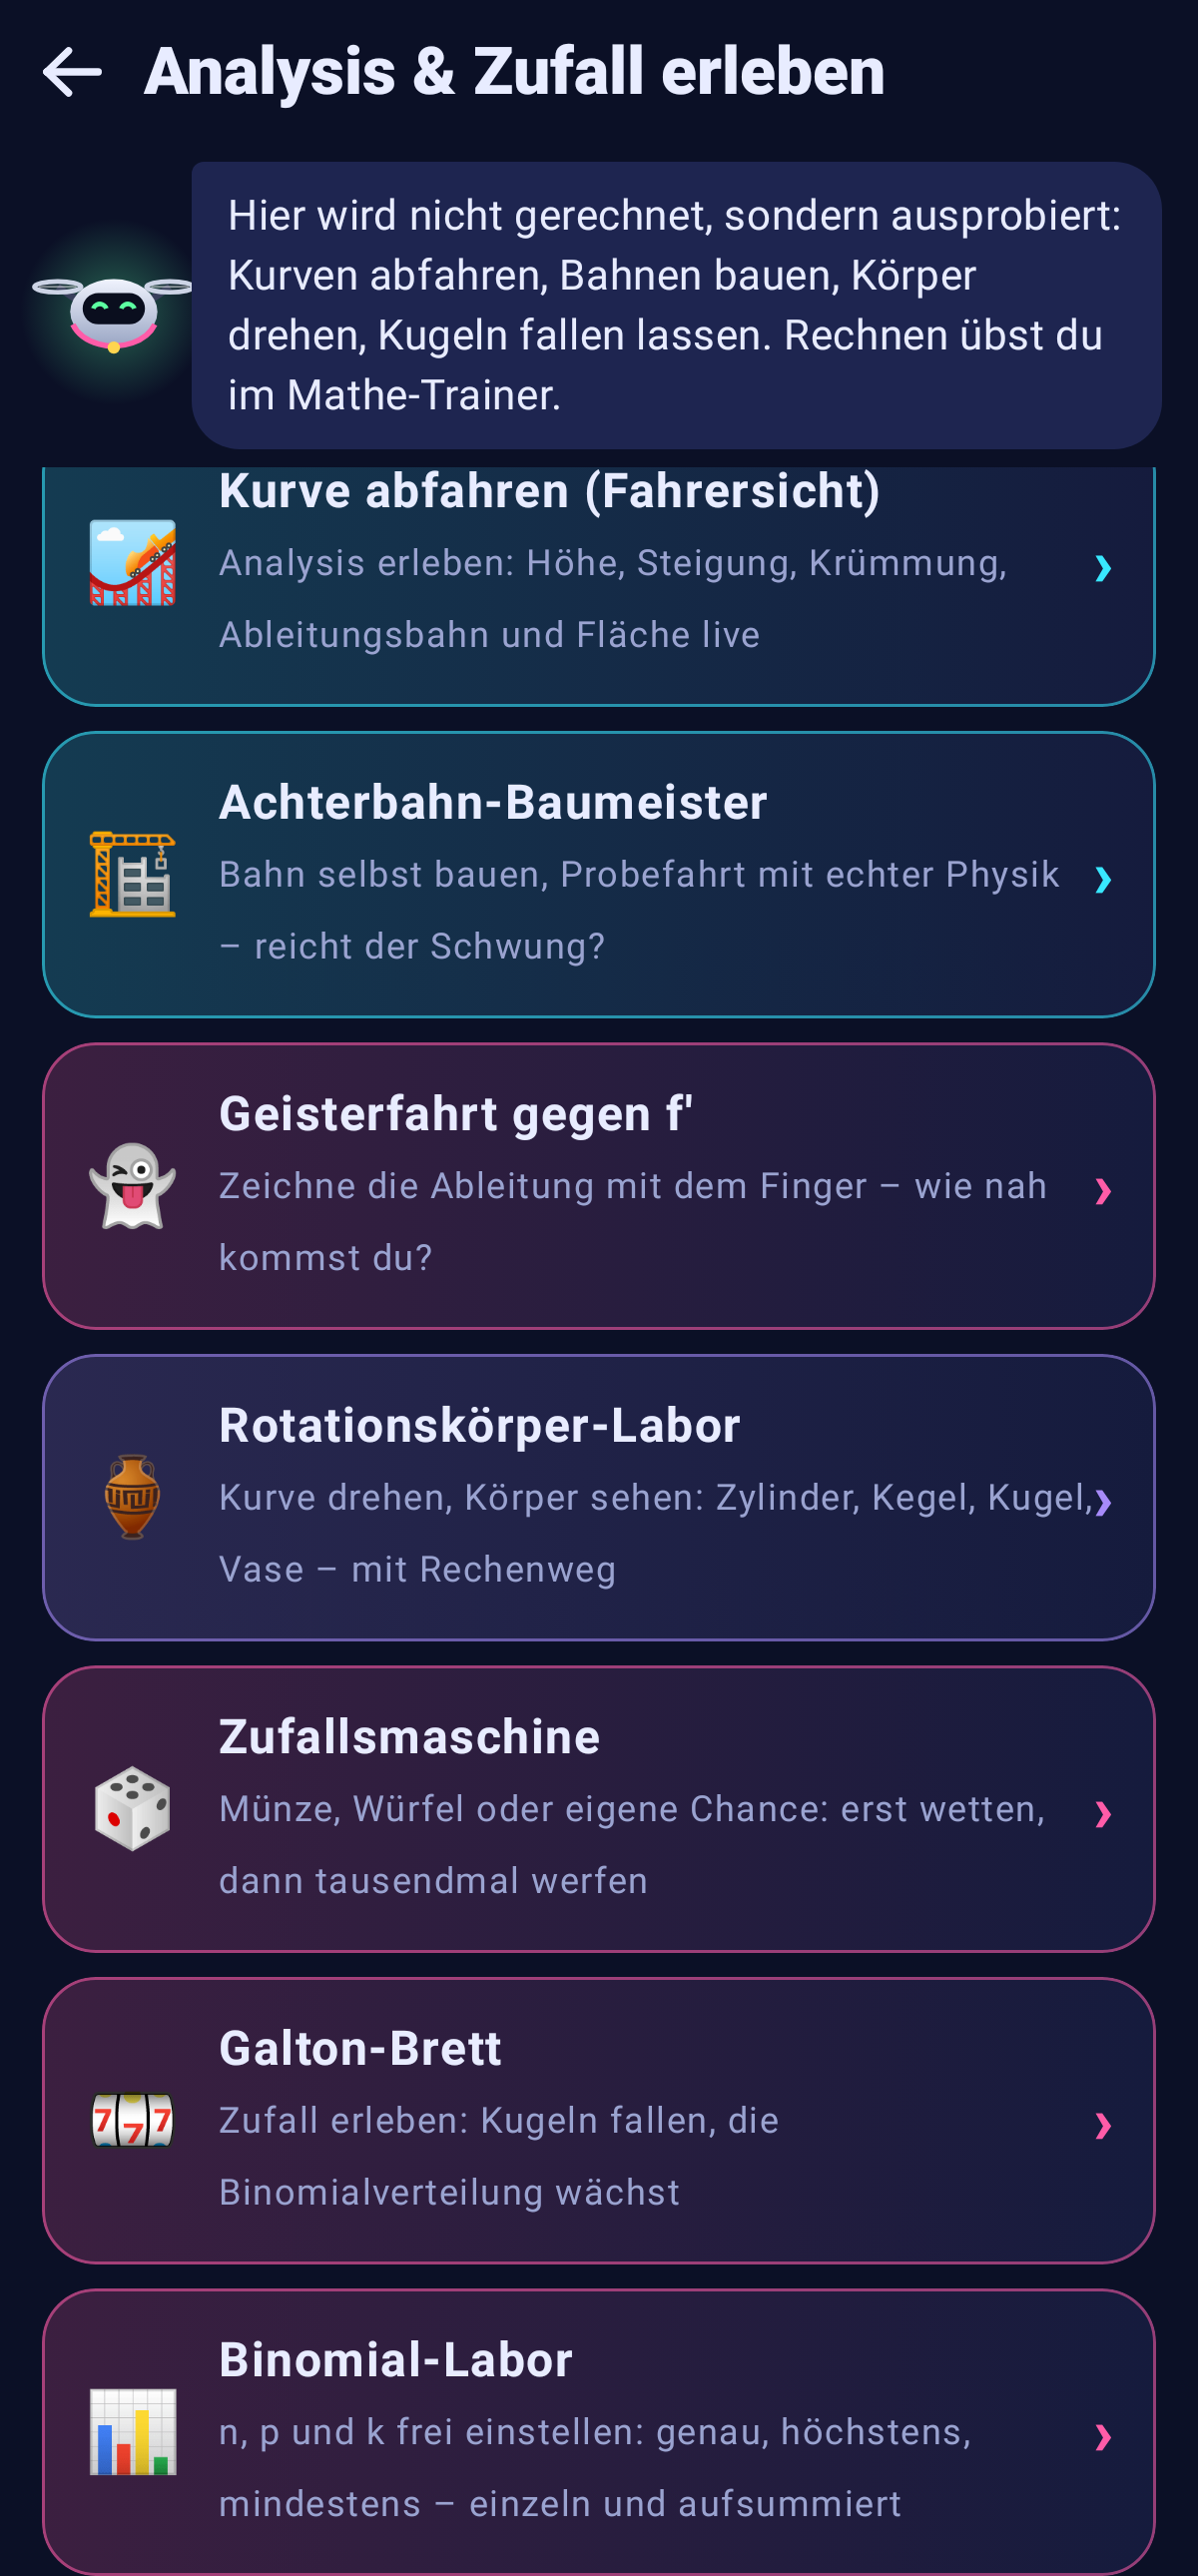 Analysis & Zufall erleben
Hier wird nicht gerechnet, sondern ausprobiert:
Kurven abfahren, Bahnen bauen, Körper
drehen, Kugeln fallen lassen. Rechnen übst du
im Mathe-Trainer.
Kurve abfahren (Fahrersicht)
Analysis erleben: Höhe, Steigung, Krümmung,
Ableitungsbahn und Fläche live
Achterbahn-Baumeister
Bahn selbst bauen, Probefahrt mit echter Physik
– reicht der Schwung?
Geisterfahrt gegen f'
Zeichne die Ableitung mit dem Finger – wie nah
kommst du?
Rotationskörper-Labor
Kurve drehen, Körper sehen: Zylinder, Kegel, Kugel,
Vase – mit Rechenweg
Zufallsmaschine
Münze, Würfel oder eigene Chance: erst wetten,
dann tausendmal werfen
Galton-Brett
777
Zufall erleben: Kugeln fallen, die
Binomialverteilung wächst
Binomial-Labor
n, p und k frei einstellen: genau, höchstens,
mindestens – einzeln und aufsummiert